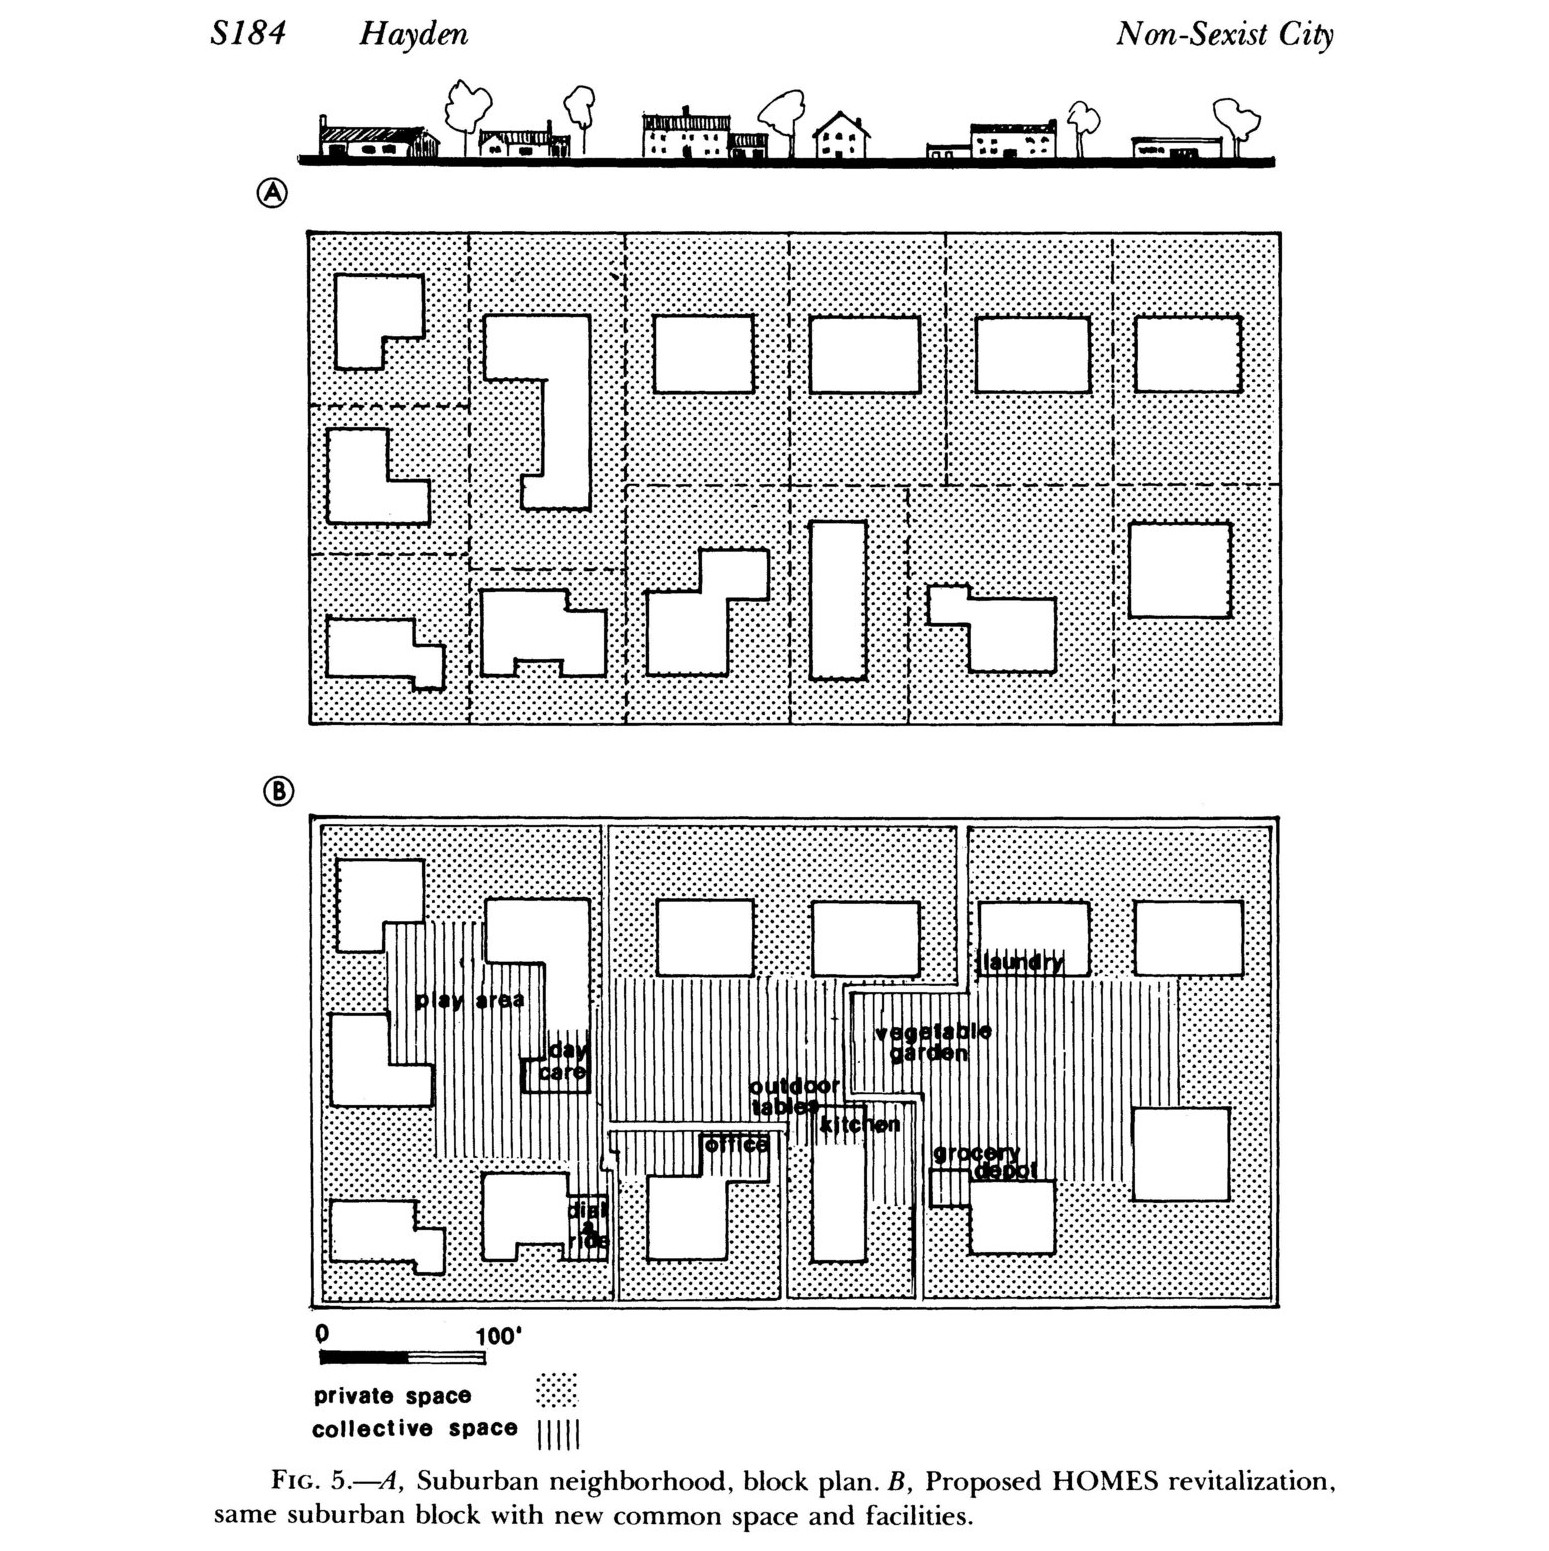 S184 Hayden Non-Sexist City
A
B
play area
day
care
laundry
vegetable
garden
outdoor
tables
kitchen
office
grocery
depot
dial
a
ride
0 100'
private space
collective space
FIG. 5.—A, Suburban neighborhood, block plan. B, Proposed HOMES revitalization,
same suburban block with new common space and facilities.